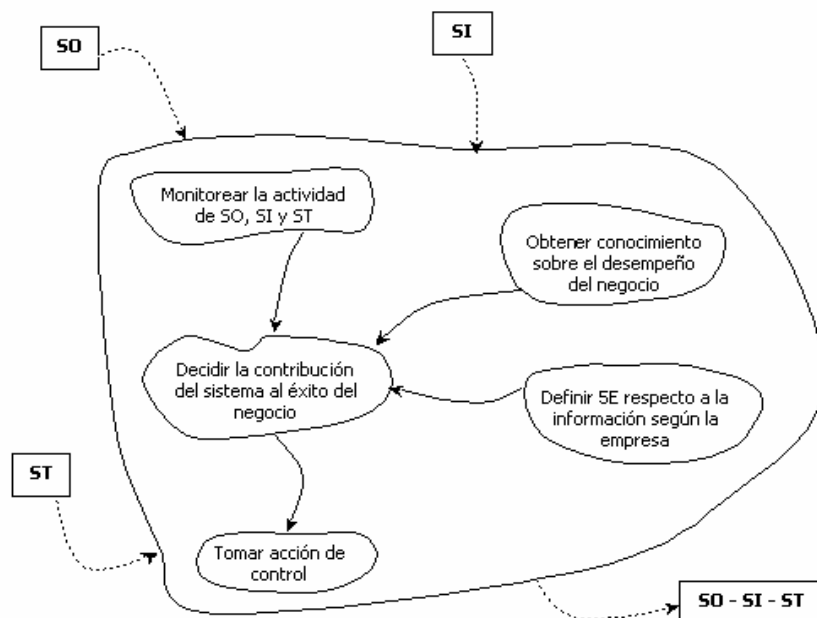 SO
SI
Monitorear la actividad
de SO, SI y ST
Obtener conocimiento
sobre el desempeño
del negocio
Decidir la contribución
del sistema al éxito del
negocio
Definir 5E respecto a la
información según la
empresa
ST
Tomar acción de
control
SO - SI - ST